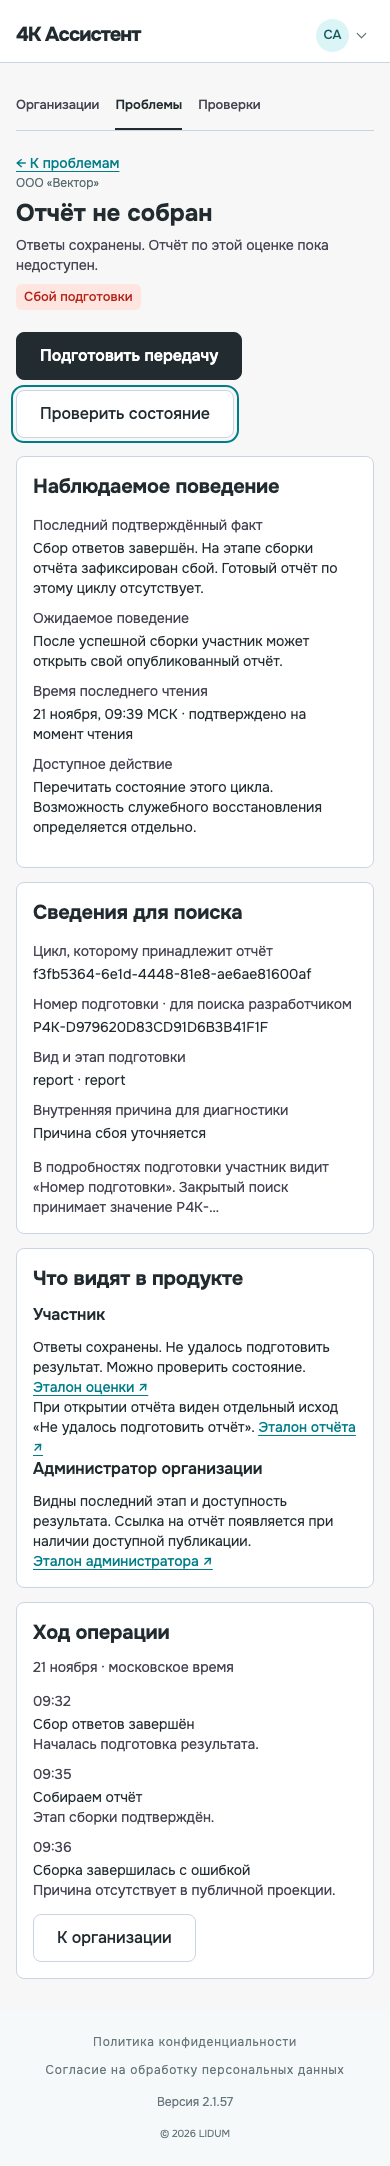 4К Ассистент
СА
Организации Проблемы Проверки
← К проблемам
ООО «Вектор»
Отчёт не собран
Ответы сохранены. Отчёт по этой оценке пока
недоступен.
Сбой подготовки
Подготовить передачу
Проверить состояние
Наблюдаемое поведение
Последний подтверждённый факт
Сбор ответов завершён. На этапе сборки
отчёта зафиксирован сбой. Готовый отчёт по
этому циклу отсутствует.
Ожидаемое поведение
После успешной сборки участник может
открыть свой опубликованный отчёт.
Время последнего чтения
21 ноября, 09:39 МСК · подтверждено на
момент чтения
Доступное действие
Перечитать состояние этого цикла.
Возможность служебного восстановления
определяется отдельно.
Сведения для поиска
Цикл, которому принадлежит отчёт
f3fb5364-6e1d-4448-81e8-ae6ae81600af
Номер подготовки · для поиска разработчиком
P4K-D979620D83CD91D6B3B41F1F
Вид и этап подготовки
report · report
Внутренняя причина для диагностики
Причина сбоя уточняется
В подробностях подготовки участник видит
«Номер подготовки». Закрытый поиск
принимает значение P4K-…
Что видят в продукте
Участник
Ответы сохранены. Не удалось подготовить
результат. Можно проверить состояние.
Эталон оценки ↗
При открытии отчёта виден отдельный исход
«Не удалось подготовить отчёт». Эталон отчёта
↗
Администратор организации
Видны последний этап и доступность
результата. Ссылка на отчёт появляется при
наличии доступной публикации.
Эталон администратора ↗
Ход операции
21 ноября · московское время
09:32
Сбор ответов завершён
Началась подготовка результата.
09:35
Собираем отчёт
Этап сборки подтверждён.
09:36
Сборка завершилась с ошибкой
Причина отсутствует в публичной проекции.
К организации
Политика конфиденциальности
Согласие на обработку персональных данных
Версия 2.1.57
© 2026 LIDUM